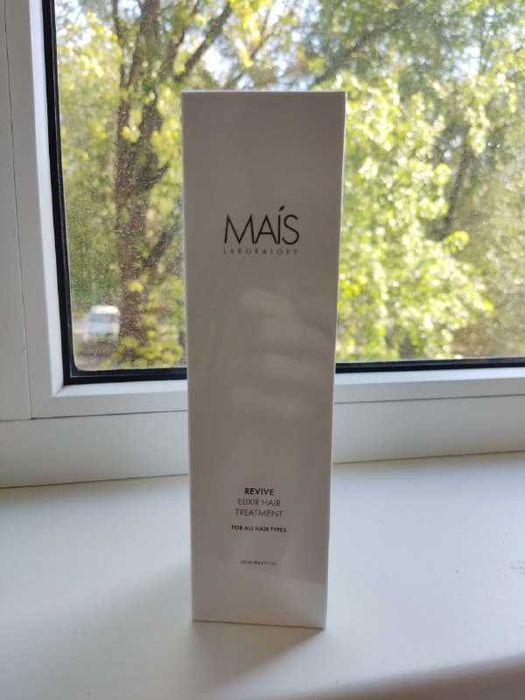 MAÍS
LABORATORY
REVIVE
ELIXIR HAIR
TREATMENT
FOR ALL HAIR TYPES